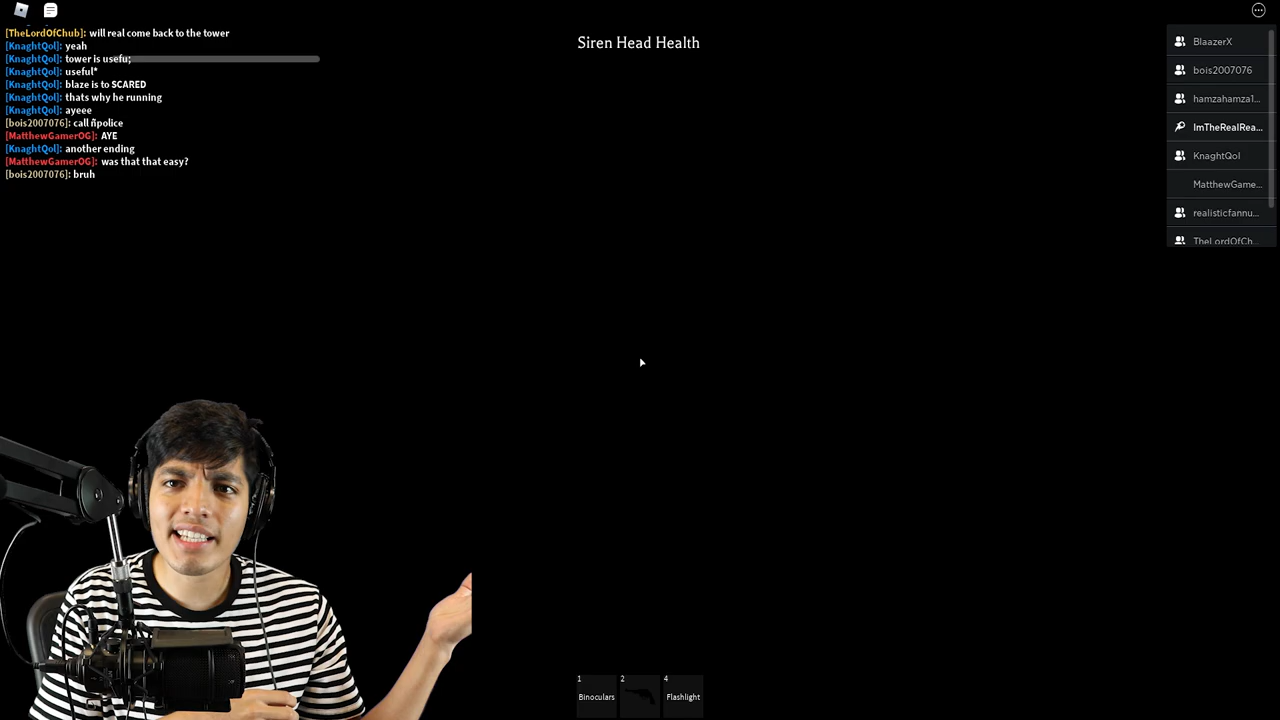 [TheLordOfChub]: will real come back to the tower
[KnaghtQol]: yeah
[KnaghtQol]: tower is usefu;
[KnaghtQol]: useful*
[KnaghtQol]: blaze is to SCARED
[KnaghtQol]: thats why he running
[KnaghtQol]: ayeee
[bois2007076]: call ñpolice
[MatthewGamerOG]: AYE
[KnaghtQol]: another ending
[MatthewGamerOG]: was that that easy?
[bois2007076]: bruh
Siren Head Health
BlaazerX
bois2007076
hamzahamza1...
ImTheRealRea...
KnaghtQol
MatthewGame...
realisticfannu...
TheLordOfCh...
1
Binoculars
2
4
Flashlight